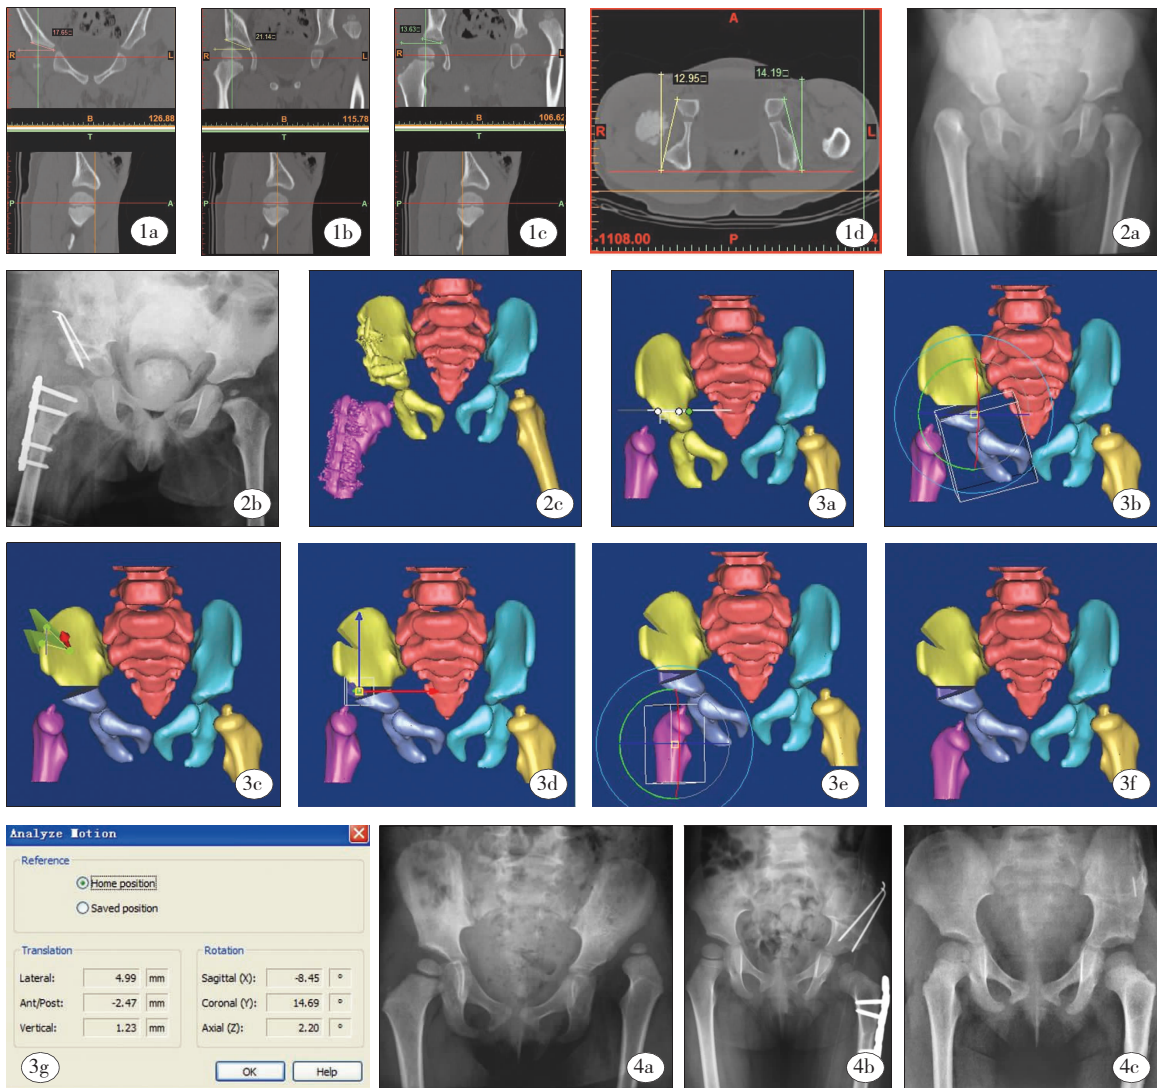 17.65
R
L
B
126.88
T
P
A
1a
21.14
R
L
B
115.78
T
P
A
1b
13.63
R
L
B
106.62
T
P
A
1c
A
12.95
14.19
R
L
-1108.00
P
4
1d
2a
2b
2c
3a
3b
3c
3d
3e
3f
Analyze Motion
Reference
Home position
Saved position
Translation
Lateral: 4.99 mm
Ant/Post: -2.47 mm
Vertical: 1.23 mm
Rotation
Sagittal (X): -8.45 °
Coronal (Y): 14.69 °
Axial (Z): 2.20 °
OK
Help
3g
4a
4b
4c